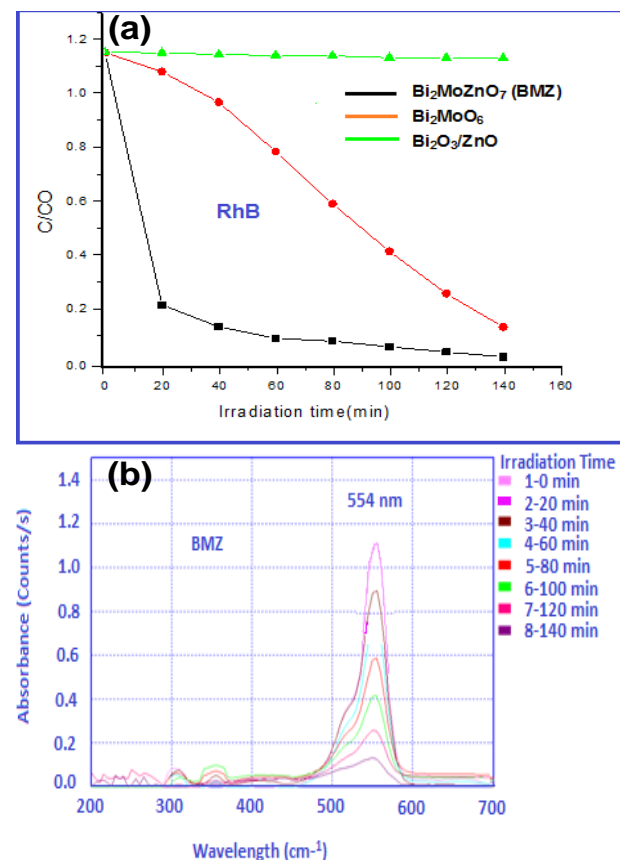 (a)
1.2
1.0
0.8
0.6
0.4
0.2
0.0
C/CO
Bi₂MoZnO₇ (BMZ)
Bi₂MoO₆
Bi₂O₃/ZnO
RhB
0 20 40 60 80 100 120 140 160
Irradiation time(min)
(b)
1.4
1.2
1.0
0.8
0.6
0.4
0.2
0.0
Absorbance (Counts/s)
BMZ
554 nm
Irradiation Time
1-0 min
2-20 min
3-40 min
4-60 min
5-80 min
6-100 min
7-120 min
8-140 min
200 300 400 500 600 700
Wavelength (cm⁻¹)